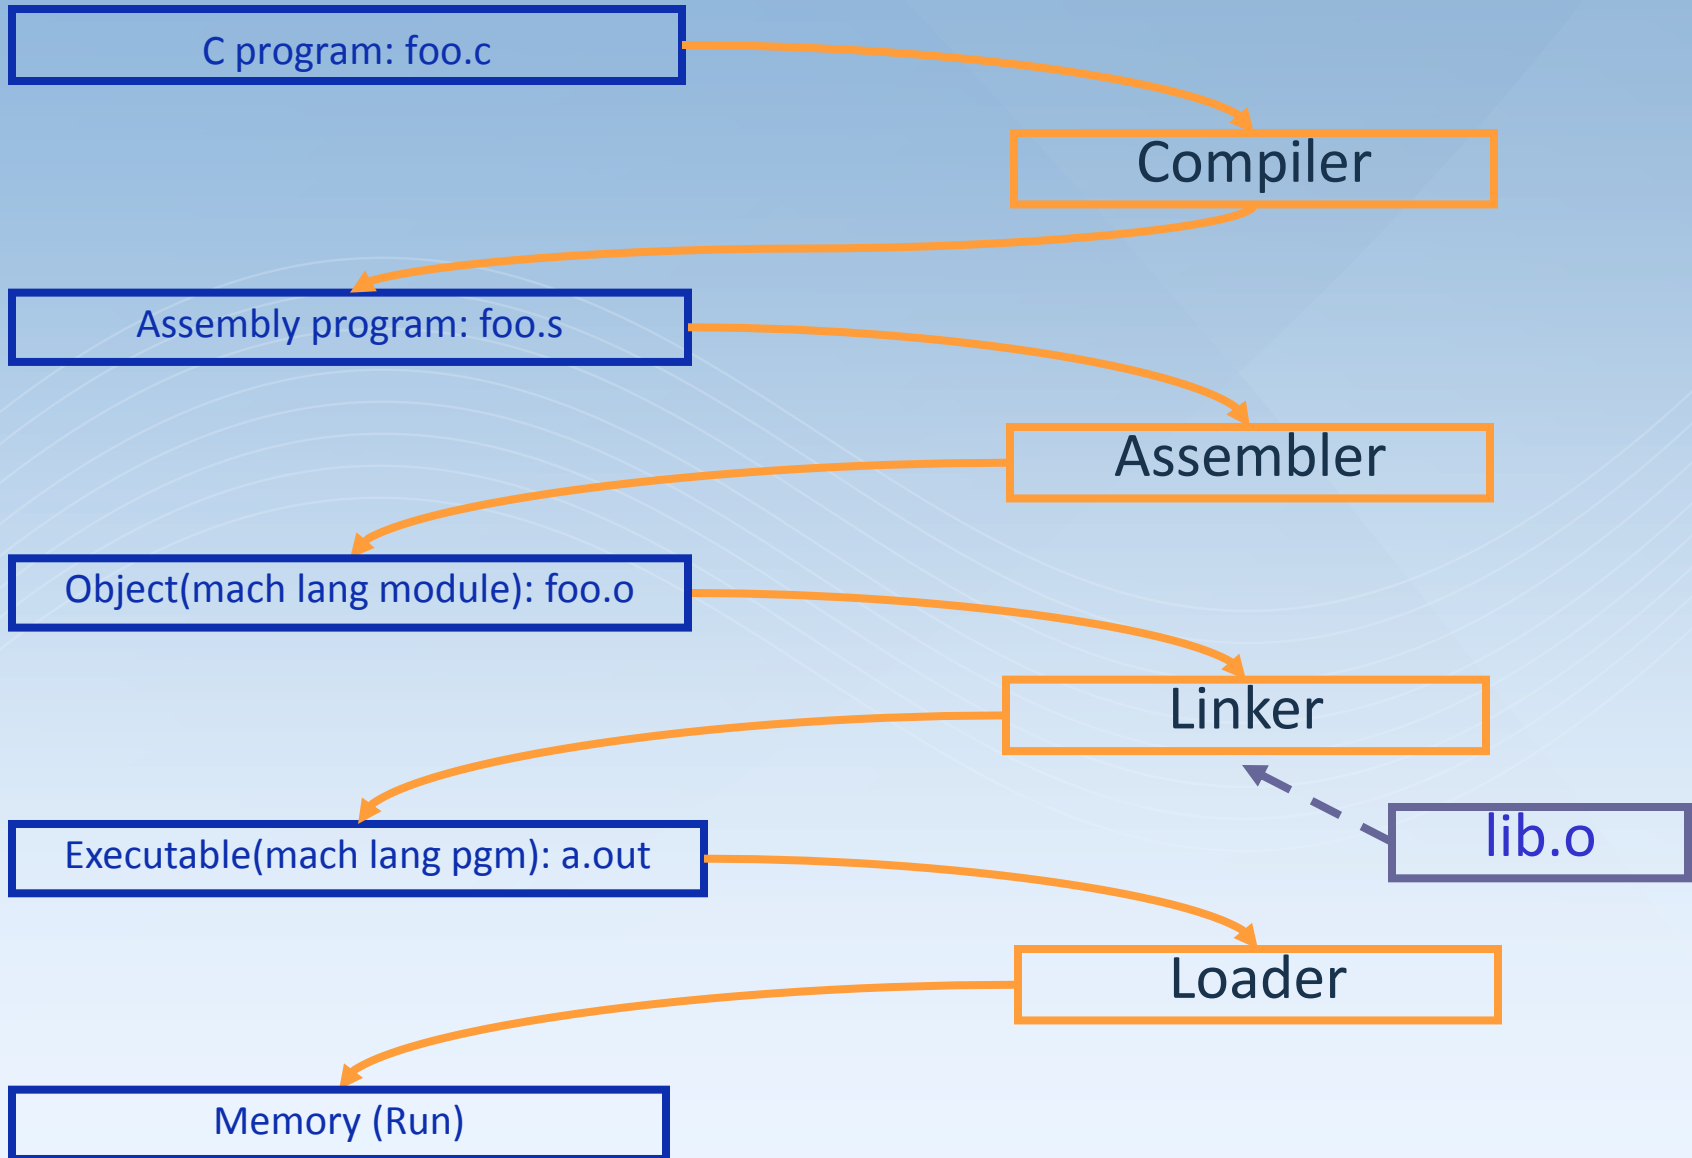 C program: foo.c
Compiler
Assembly program: foo.s
Assembler
Object(mach lang module): foo.o
Linker
lib.o
Executable(mach lang pgm): a.out
Loader
Memory (Run)